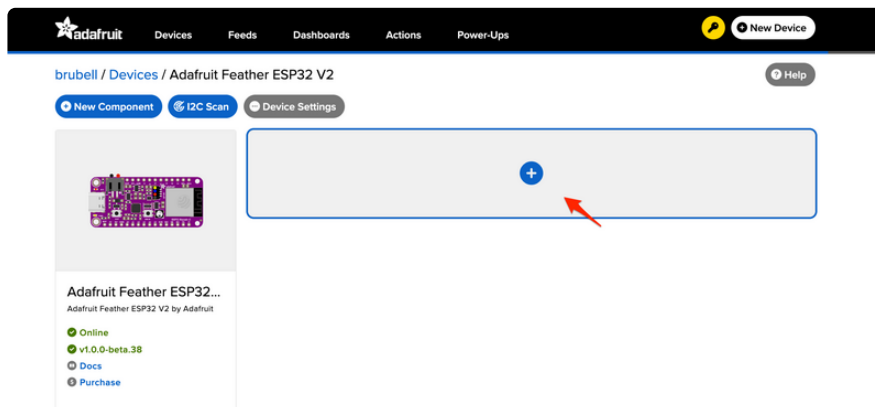 adafruit Devices Feeds Dashboards Actions Power-Ups New Device
brubell / Devices / Adafruit Feather ESP32 V2 Help
New Component I2C Scan Device Settings
Adafruit Feather ESP32...
Adafruit Feather ESP32 V2 by Adafruit
Online
v1.0.0-beta.38
Docs
Purchase